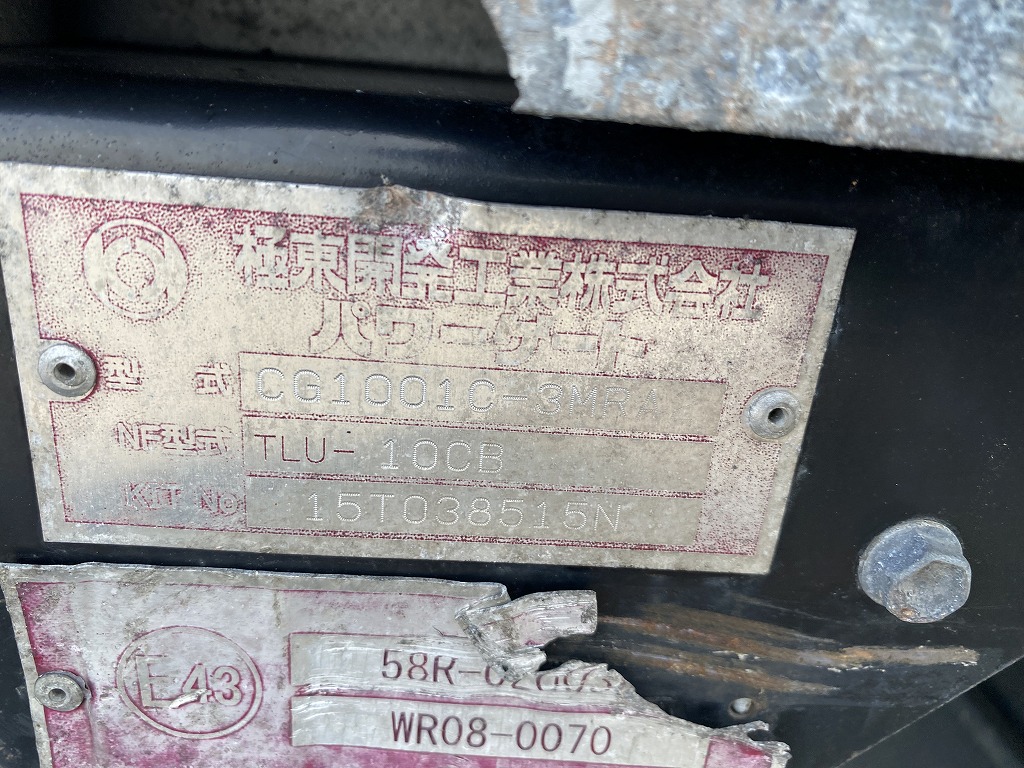 極東開発工業株式会社
パワーゲート
型 式 CG1001C-3MRA
NF型式 TLU- 10CB
KIT No 15T038515N
E43
WR08-0070